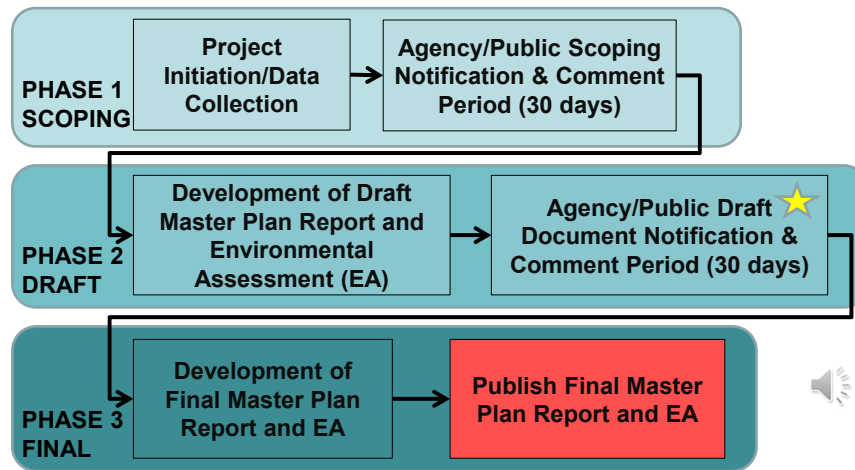 PHASE 1
SCOPING
Project
Initiation/Data
Collection
Agency/Public Scoping
Notification & Comment
Period (30 days)
PHASE 2
DRAFT
Development of Draft
Master Plan Report and
Environmental
Assessment (EA)
Agency/Public Draft
Document Notification &
Comment Period (30 days)
PHASE 3
FINAL
Development of
Final Master Plan
Report and EA
Publish Final Master
Plan Report and EA